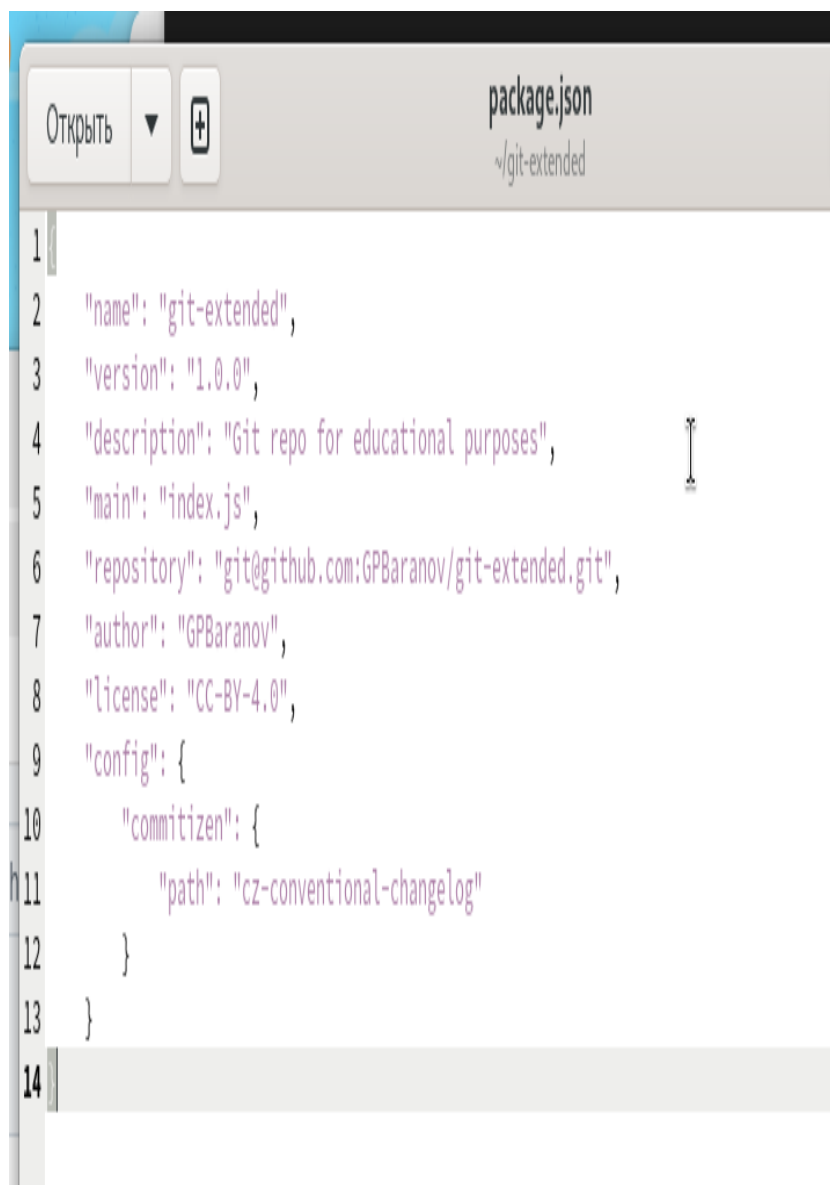 Открыть
package.json
~/git-extended
1 {
2 "name": "git-extended",
3 "version": "1.0.0",
4 "description": "Git repo for educational purposes",
5 "main": "index.js",
6 "repository": "git@github.com:GPBaranov/git-extended.git",
7 "author": "GPBaranov",
8 "license": "CC-BY-4.0",
9 "config": {
10 "commitizen": {
h
11 "path": "cz-conventional-changelog"
12 }
13 }
14 }